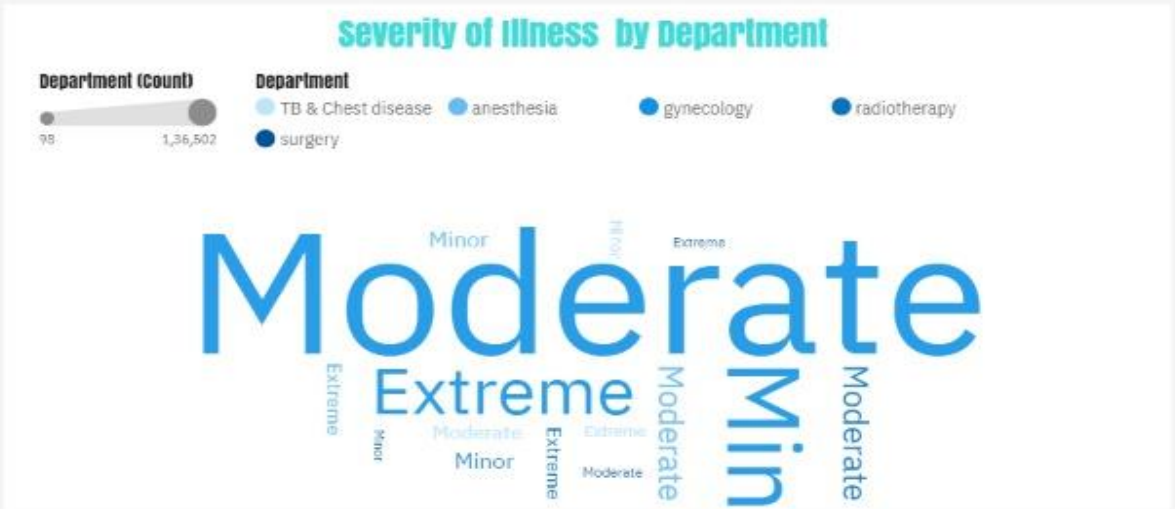 Severity of Illness by Department
Department (Count)
98
1,36,502
Department
TB & Chest disease
anesthesia
gynecology
radiotherapy
surgery
Minor
Minor
Extreme
Moderate
Extreme
Extreme
Moderate
Min
Moderate
Minor
Moderate
Extreme
Extreme
Minor
Moderate